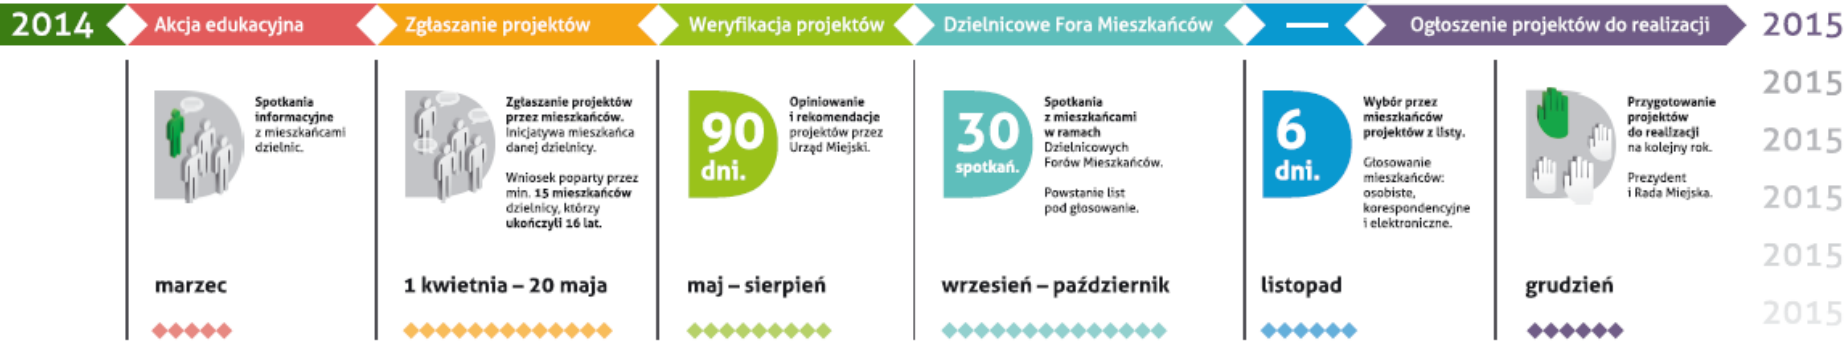 2014
Akcja edukacyjna
Zgłaszanie projektów
Weryfikacja projektów
Dzielnicowe Fora Mieszkańców
—
Ogłoszenie projektów do realizacji
2015
Spotkania
informacyjne
z mieszkańcami
dzielnic.
marzec
Zgłaszanie projektów
przez mieszkańców.
Inicjatywa mieszkańca
danej dzielnicy.
Wniosek poparty przez
min. 15 mieszkańców
dzielnicy, którzy
ukończyli 16 lat.
1 kwietnia – 20 maja
90
dni.
Opiniowanie
i rekomendacje
projektów przez
Urząd Miejski.
maj – sierpień
30
spotkań.
Spotkania
z mieszkańcami
w ramach
Dzielnicowych
Forów Mieszkańców.
Powstanie list
pod głosowanie.
wrzesień – październik
6
dni.
Wybór przez
mieszkańców
projektów z listy.
Głosowanie
mieszkańców:
osobiste,
korespondencyjne
i elektroniczne.
listopad
Przygotowanie
projektów
do realizacji
na kolejny rok.
Prezydent
i Rada Miejska.
grudzień
2015
2015
2015
2015
2015